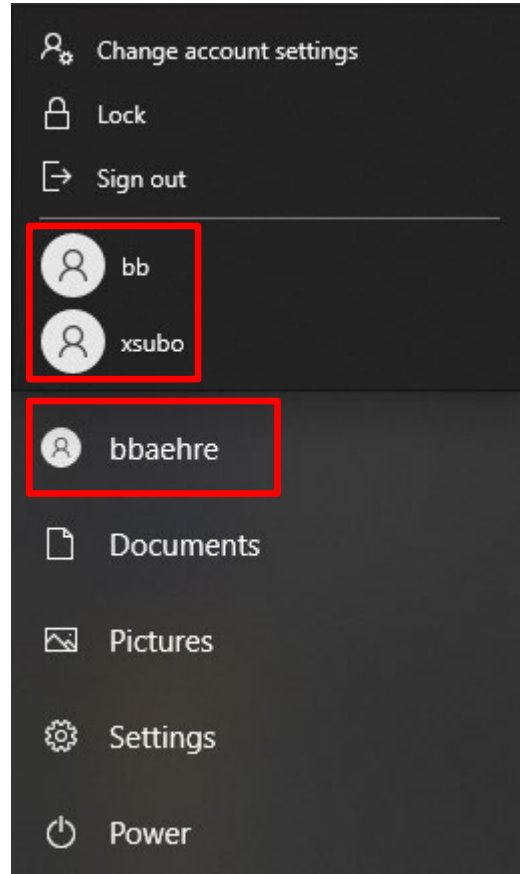 Change account settings
Lock
Sign out
bb
xsubo
bbaehre
Documents
Pictures
Settings
Power